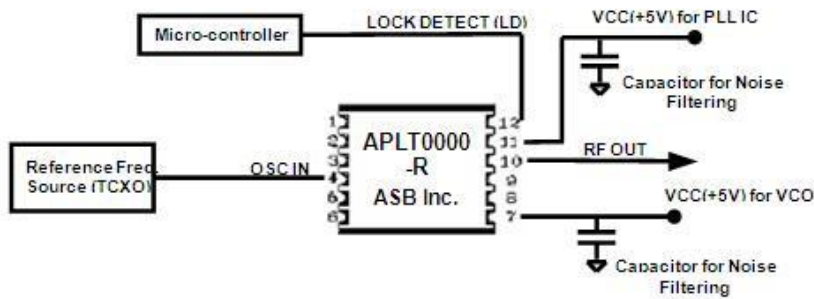 LOCK DETECT (LD)
VCC(+5V) for PLL IC
Micro-controller
Capacitor for Noise
Filtering
1
2
3
4
5
6
APLT0000
-R
ASB Inc.
12
11
10
9
8
7
RF OUT
Reference Freq.
Source (TCXO)
OSC IN
VCC(+5V) for VCO
Capacitor for Noise
Filtering